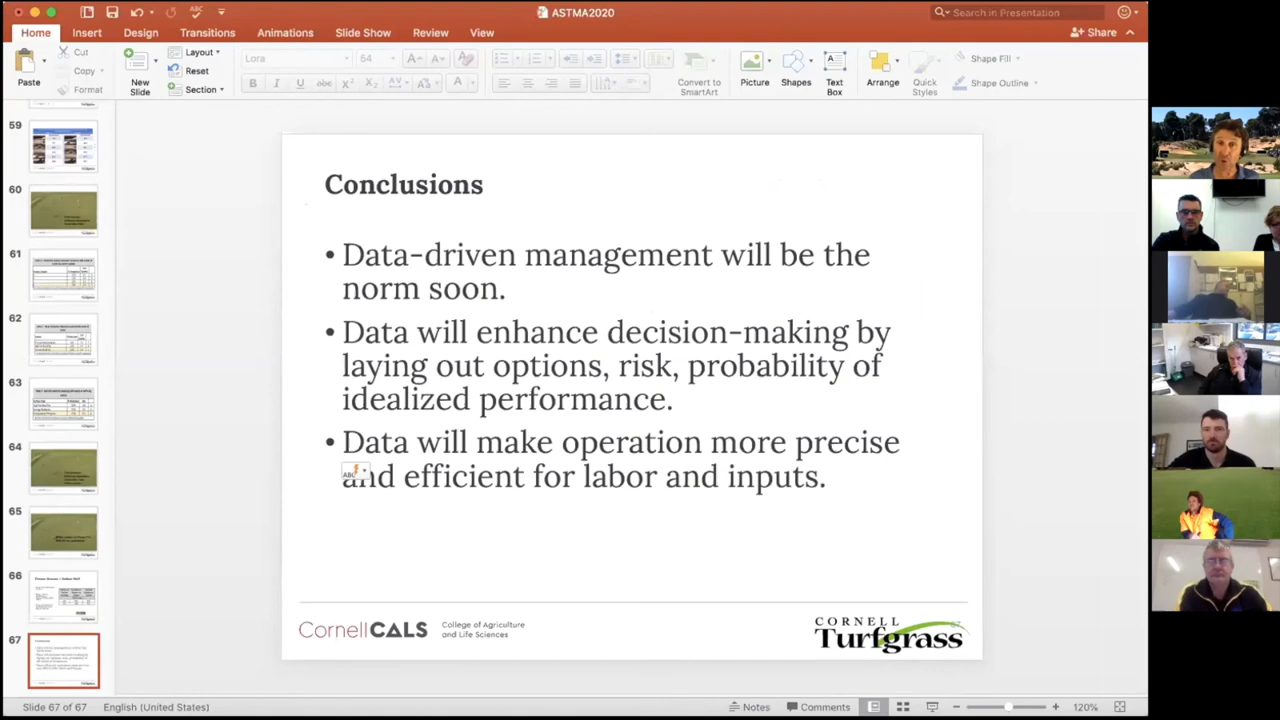 ASTMA2020
Search in Presentation
Home
Insert
Design
Transitions
Animations
Slide Show
Review
View
Share
Paste
Cut
Copy
Format
New
Slide
Layout
Reset
Section
Lora
64
Convert to
SmartArt
Picture
Shapes
Text
Box
Arrange
Quick
Styles
Shape Fill
Shape Outline
59
60
61
62
63
64
65
66
67
Conclusions
• Data-driven management will be the
norm soon.
• Data will enhance decision-making by
laying out options, risk, probability of
idealized performance.
• Data will make operation more precise
and efficient for labor and inputs.
CornellCALS
College of Agriculture
and Life Sciences
CORNELL
Turfgrass
67
Slide 67 of 67
English (United States)
Notes
Comments
120%